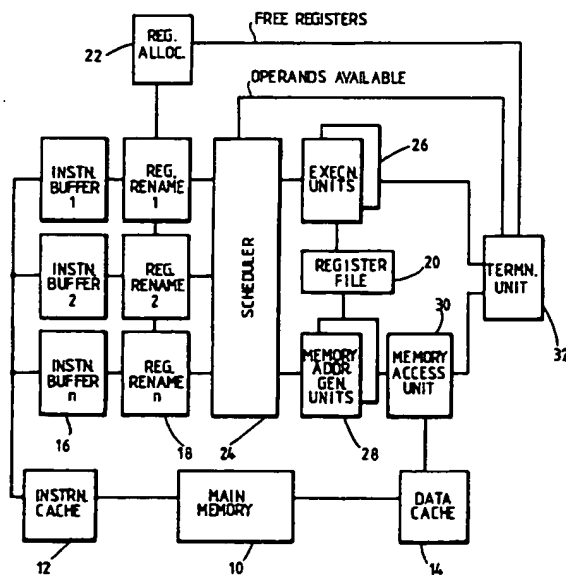 REG.
ALLOC.
22
FREE REGISTERS
OPERANDS AVAILABLE
INSTN.
BUFFER
1
REG.
RENAME
1
SCHEDULER
EXECN.
UNITS
26
INSTN.
BUFFER
2
REG.
RENAME
2
REGISTER
FILE
20
TERMN.
UNIT
32
INSTN.
BUFFER
n
REG.
RENAME
n
MEMORY
ADDR
GEN.
UNITS
30
MEMORY
ACCESS
UNIT
16
18
24
28
INSTRN.
CACHE
MAIN
MEMORY
DATA
CACHE
12
10
14